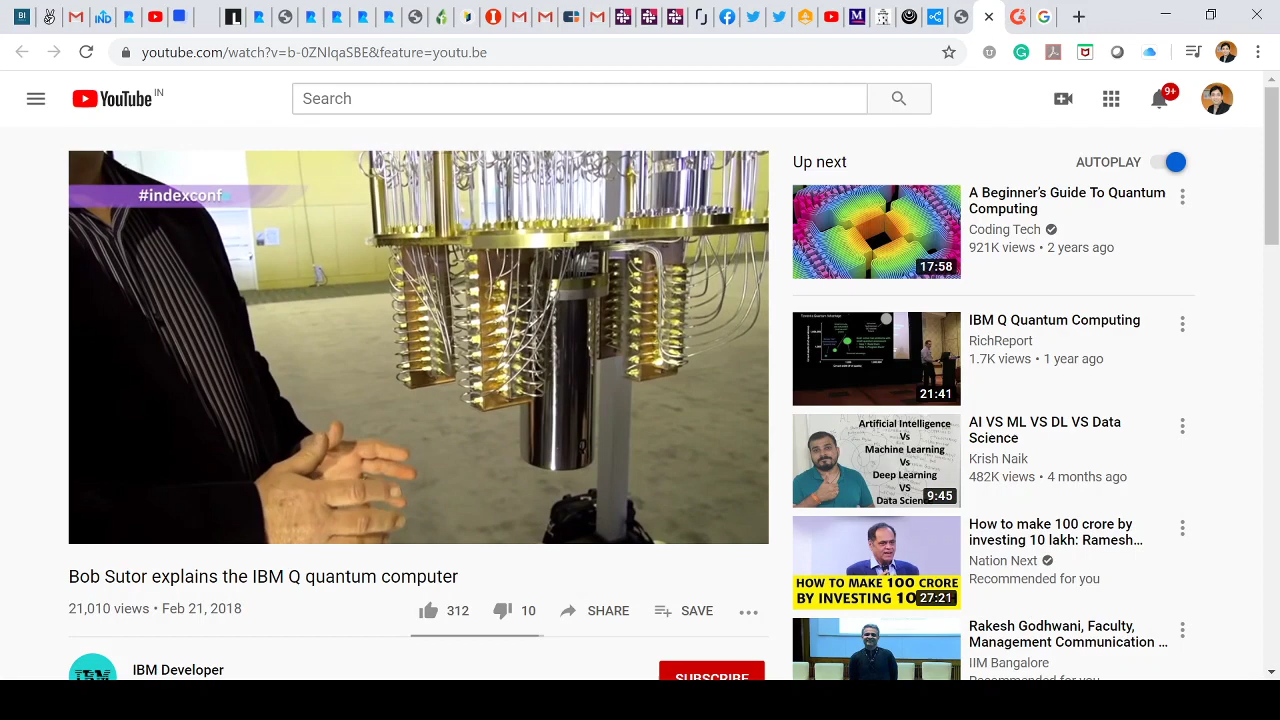 youtube.com/watch?v=b-0ZNlqaSBE&feature=youtu.be
YouTube IN
Search
9+
#indexconf
Up next
AUTOPLAY
A Beginner's Guide To Quantum
Computing
Coding Tech
921K views • 2 years ago
17:58
IBM Q Quantum Computing
RichReport
1.7K views • 1 year ago
21:41
AI VS ML VS DL VS Data
Science
Krish Naik
482K views • 4 months ago
Artificial Intelligence
Vs
Machine Learning
Vs
Deep Learning
VS
Data Scien
9:45
How to make 100 crore by
investing 10 lakh: Ramesh...
Nation Next
Recommended for you
HOW TO MAKE 100 CRORE
BY INVESTING 10
27:21
Rakesh Godhwani, Faculty,
Management Communication ...
IIM Bangalore
Recommended for you
Bob Sutor explains the IBM Q quantum computer
21,010 views • Feb 21, 2018
312
10
SHARE
SAVE
IBM Developer
SUBSCRIBE